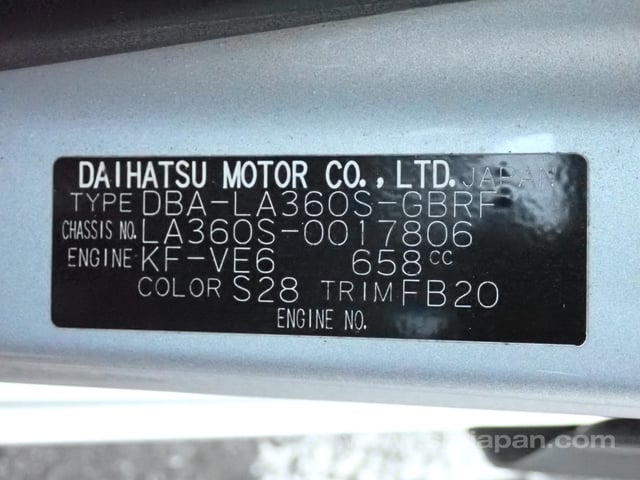 DAIHATSU MOTOR CO., LTD. JAPAN
TYPE DBA-LA360S-GBRF
CHASSIS NO. LA360S-0017806
ENGINE KF-VE6 658CC
COLOR S28 TRIM FB20
ENGINE NO.